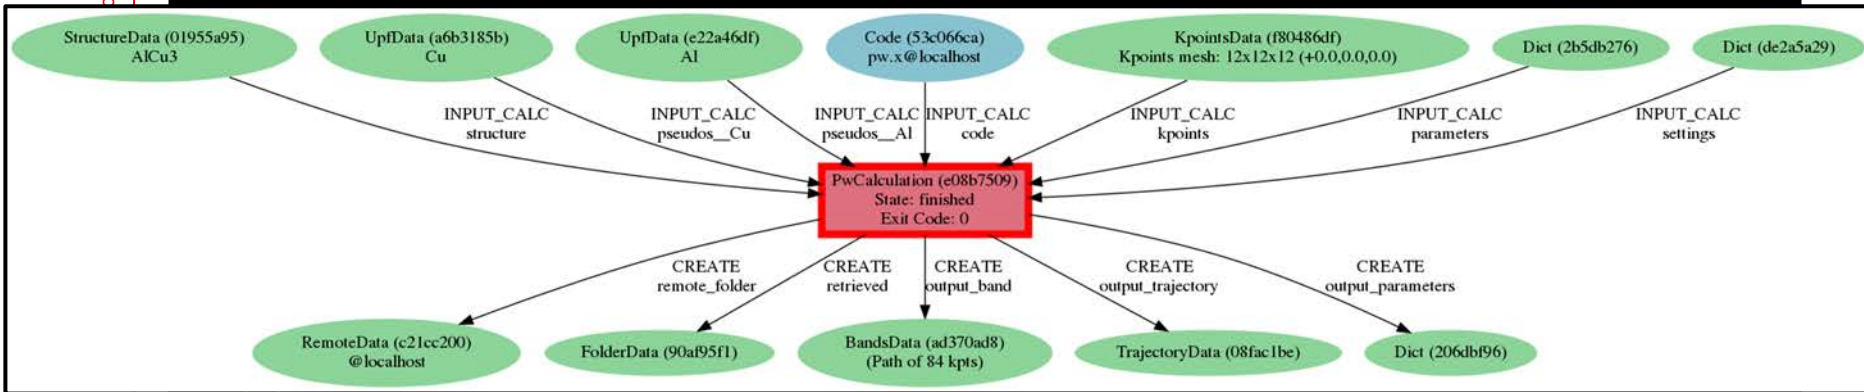 StructureData (01955a95)
AlCu3
UpfData (a6b3185b)
Cu
UpfData (e22a46df)
Al
Code (53c066ca)
pw.x@localhost
KpointsData (f80486df)
Kpoints mesh: 12x12x12 (+0.0,0.0,0.0)
Dict (2b5db276)
Dict (de2a5a29)
INPUT_CALC
structure
INPUT_CALC
pseudos__Cu
INPUT_CALC
pseudos__Al
INPUT_CALC
code
INPUT_CALC
kpoints
INPUT_CALC
parameters
INPUT_CALC
settings
PwCalculation (e08b7509)
State: finished
Exit Code: 0
CREATE
remote_folder
CREATE
retrieved
CREATE
output_band
CREATE
output_trajectory
CREATE
output_parameters
RemoteData (c21cc200)
@localhost
FolderData (90af95f1)
BandsData (ad370ad8)
(Path of 84 kpts)
TrajectoryData (08fac1be)
Dict (206dbf96)